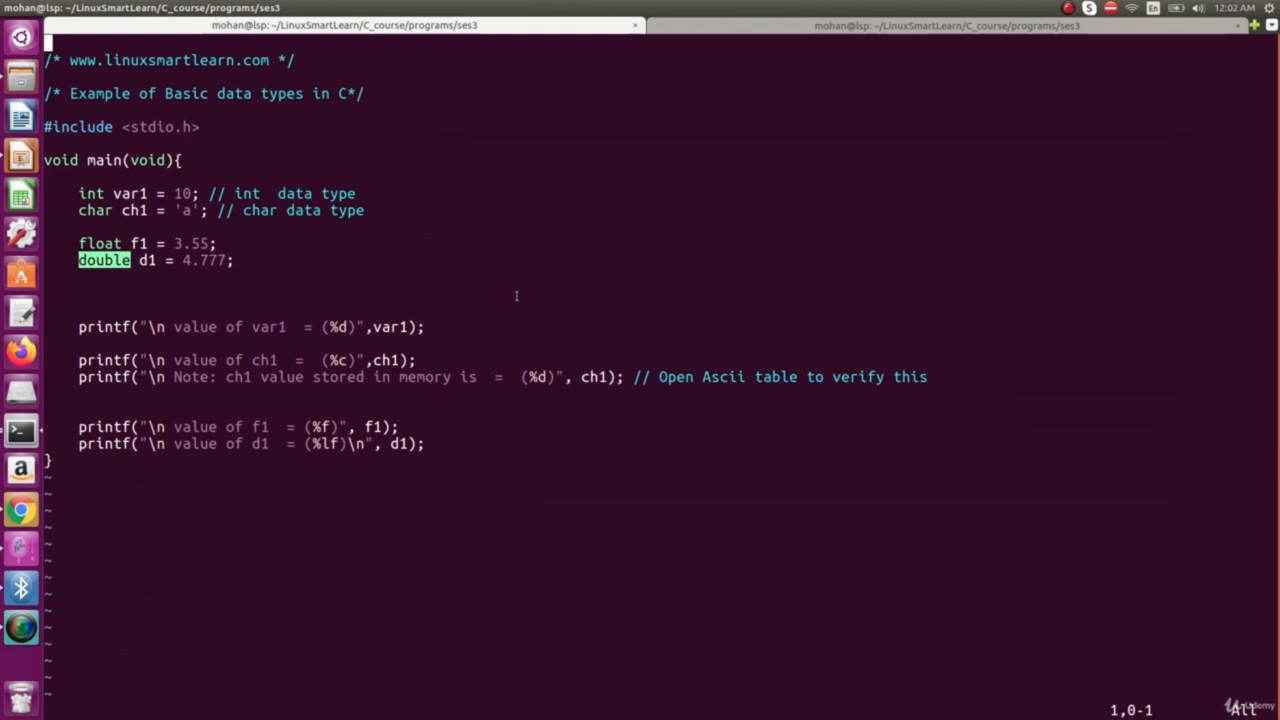 mohan@lsp: ~/LinuxSmartLearn/C_course/programs/ses3
En
12:02 AM
mohan@lsp: ~/LinuxSmartLearn/C_course/programs/ses3 ×
mohan@lsp: ~/LinuxSmartLearn/C_course/programs/ses3 ×
/* www.linuxsmartlearn.com */
/* Example of Basic data types in C*/
#include <stdio.h>
void main(void){
int var1 = 10; // int  data type
char ch1 = 'a'; // char data type
float f1 = 3.55;
double d1 = 4.777;
printf("\n value of var1  = (%d)",var1);
printf("\n value of ch1  =  (%c)",ch1);
printf("\n Note: ch1 value stored in memory is  =  (%d)", ch1); // Open Ascii table to verify this
printf("\n value of f1  = (%f)", f1);
printf("\n value of d1  = (%lf)\n", d1);
}
~
~
~
~
~
~
~
~
~
~
~
~
~
~
1,0-1
All
Udemy